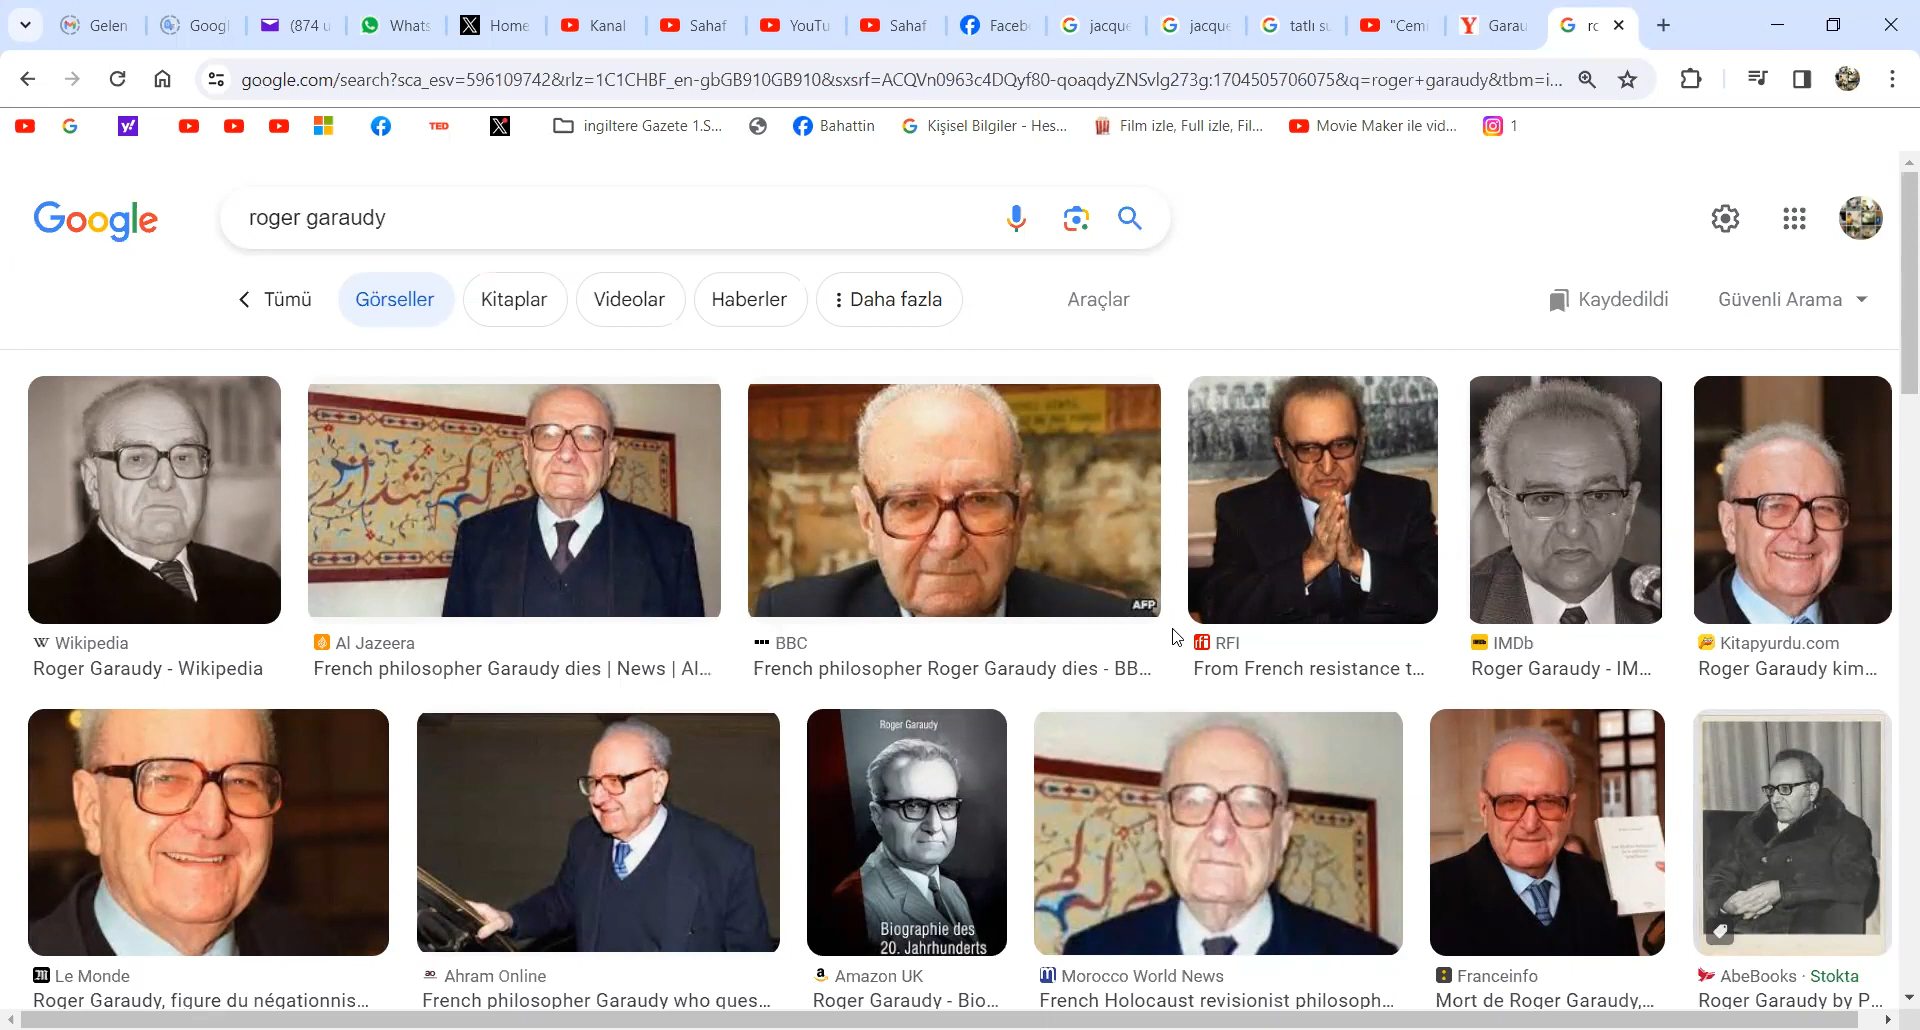 Gelen
Googl
(874 u
Whats
Home
Kanal
Sahaf
YouTu
Sahaf
Faceb
jacque
jacque
tatlı su
"Cemi
Garau
ro
google.com/search?sca_esv=596109742&rlz=1C1CHBF_en-gbGB910GB910&sxsrf=ACQVn0963c4DQyf80-qoaqdyZNSvlg273g:1704505706075&q=roger+garaudy&tbm=i...
TED
ingiltere Gazete 1.S...
Bahattin
Kişisel Bilgiler - Hes...
Film izle, Full izle, Fil...
Movie Maker ile vid...
1
Google
roger garaudy
Tümü
Görseller
Kitaplar
Videolar
Haberler
Daha fazla
Araçlar
Kaydedildi
Güvenli Arama
AFP
Wikipedia
Roger Garaudy - Wikipedia
Al Jazeera
French philosopher Garaudy dies | News | Al...
BBC
French philosopher Roger Garaudy dies - BB...
RFI
From French resistance t...
IMDb
Roger Garaudy - IM...
Kitapyurdu.com
Roger Garaudy kim...
Roger Garaudy
Biographie des
20. Jahrhunderts
Le Monde
Roger Garaudy, figure du négationnis...
Ahram Online
French philosopher Garaudy who ques...
Amazon UK
Roger Garaudy - Bio...
Morocco World News
French Holocaust revisionist philosoph...
Franceinfo
Mort de Roger Garaudy,...
AbeBooks · Stokta
Roger Garaudy by P...